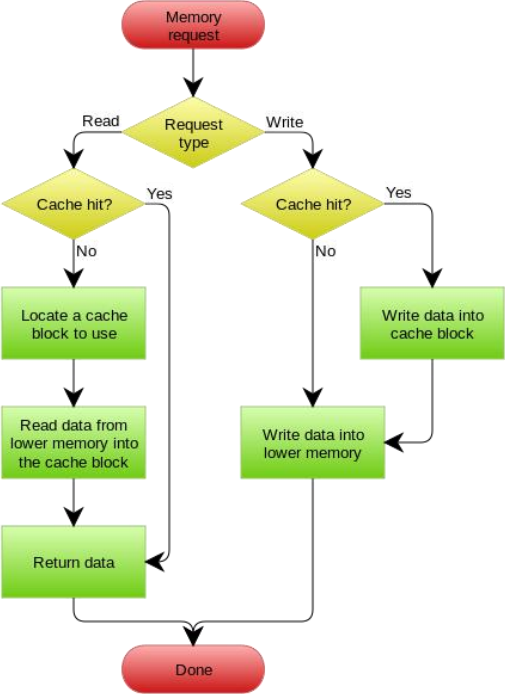 Memory
request
Read
Request
type
Write
Cache hit?
Yes
No
Cache hit?
Yes
No
Locate a cache
block to use
Write data into
cache block
Read data from
lower memory into
the cache block
Write data into
lower memory
Return data
Done